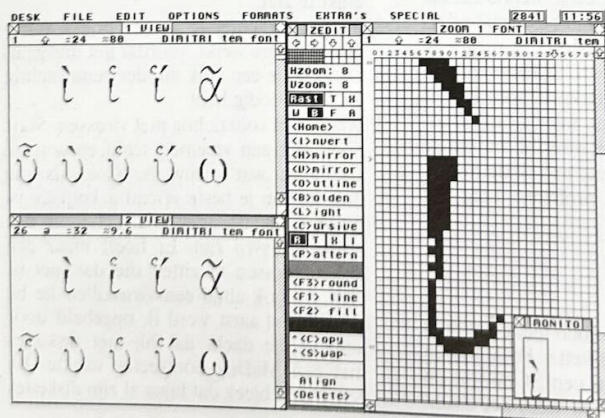 DESK FILE EDIT OPTIONS FORMATS EXTRA'S SPECIAL 2841 11:56
1 VIEW
1 ⇧ =24 =80 DIMITRI tem font
ὶ ί ἵ ᾶ
ῦ ὺ ύ ὕ ω
2 VIEW
26 a =32 =9.6 DIMITRI tem font
ZEDIT
Hzoom: 8
Vzoom: 8
Rast T X
W B F A
<Home>
<I>nvert
<H>mirror
<V>mirror
<O>utline
<B>olden
<L>ight
<C>ursive
R T X I
<P>attern
<F3>round
<F1> line
<F2> fill
^<C>opy
^<S>wap
Align
<Delete>
ZOOM 1 FONT
⇧ =24 =80 DIMITRI tem
MONITO